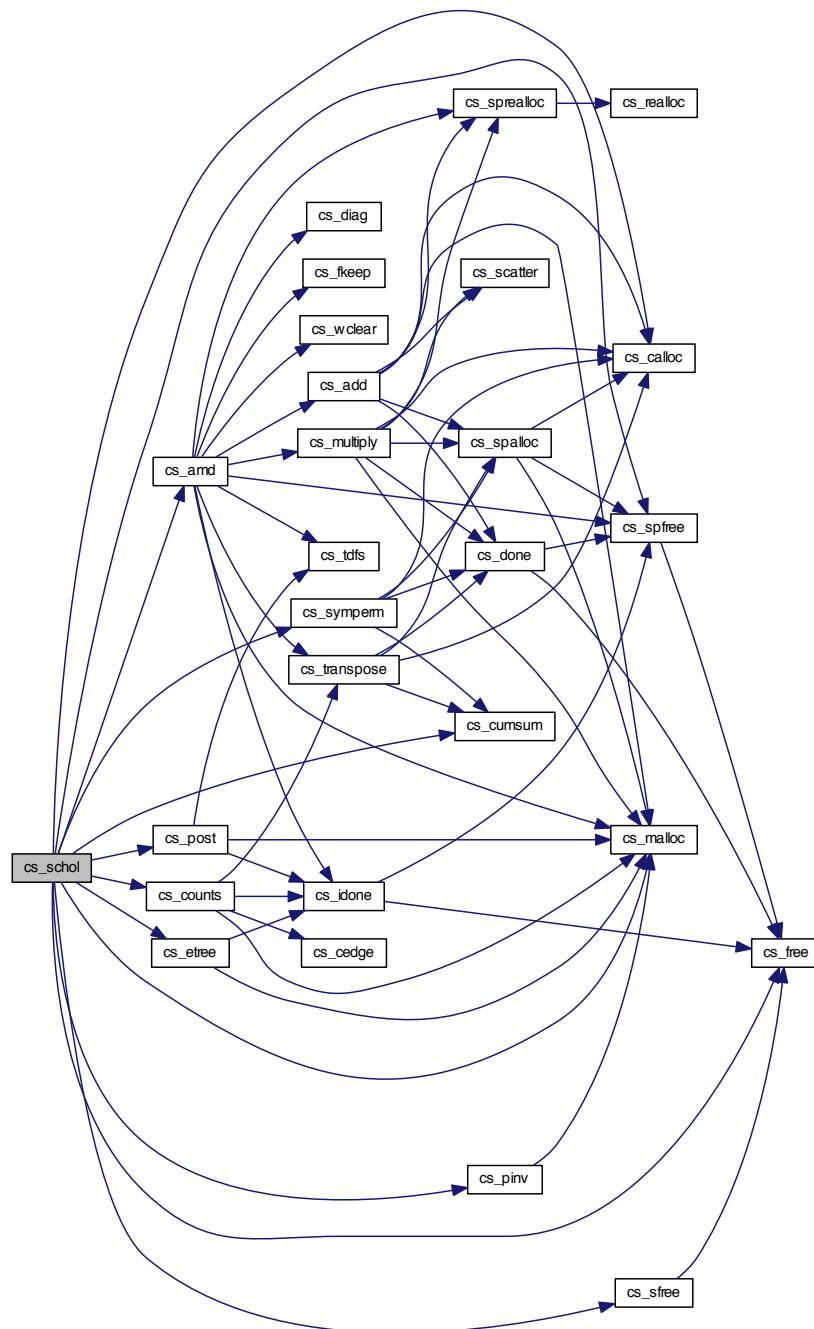 cs_sprealloc
cs_realloc
cs_diag
cs_fkeep
cs_scatter
cs_wclear
cs_calloc
cs_add
cs_multiply
cs_spalloc
cs_amd
cs_spfree
cs_tdfs
cs_done
cs_symperm
cs_transpose
cs_cumsum
cs_post
cs_malloc
cs_schol
cs_counts
cs_idone
cs_etree
cs_cedge
cs_free
cs_pinv
cs_sfree